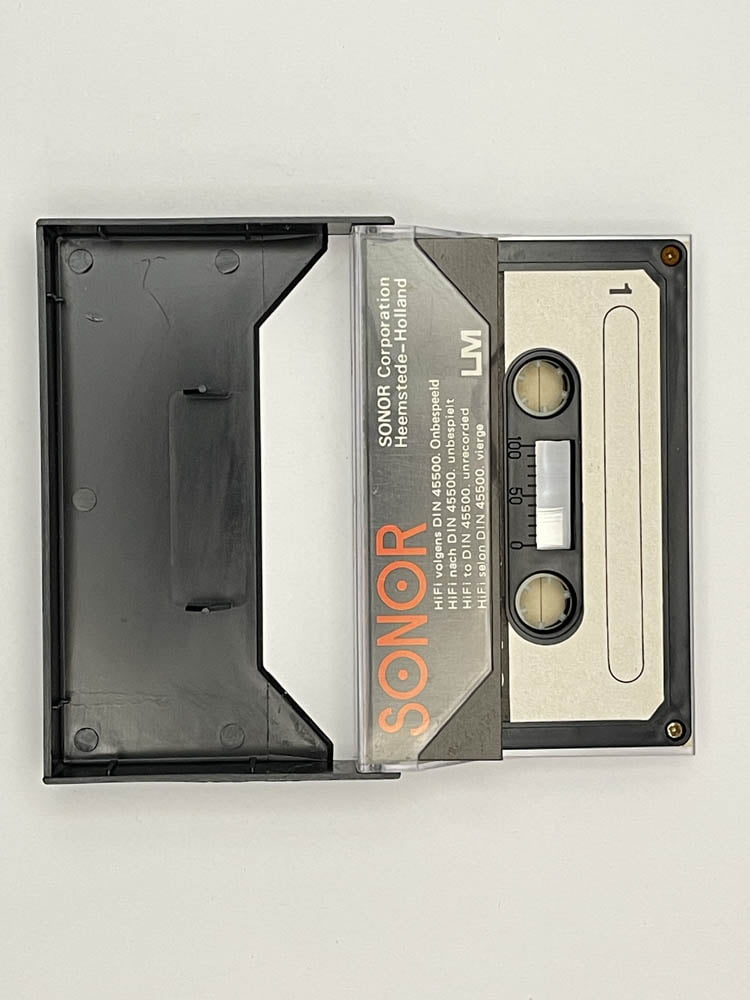 SONOR
SONOR Corporation
Heemstede-Holland
HiFi volgens DIN 45500. Onbespeeld
HiFi nach DIN 45500. unbespielt
HiFi to DIN 45500. unrecorded
HiFi selon DIN 45500. vierge
LM
100 50 0
1